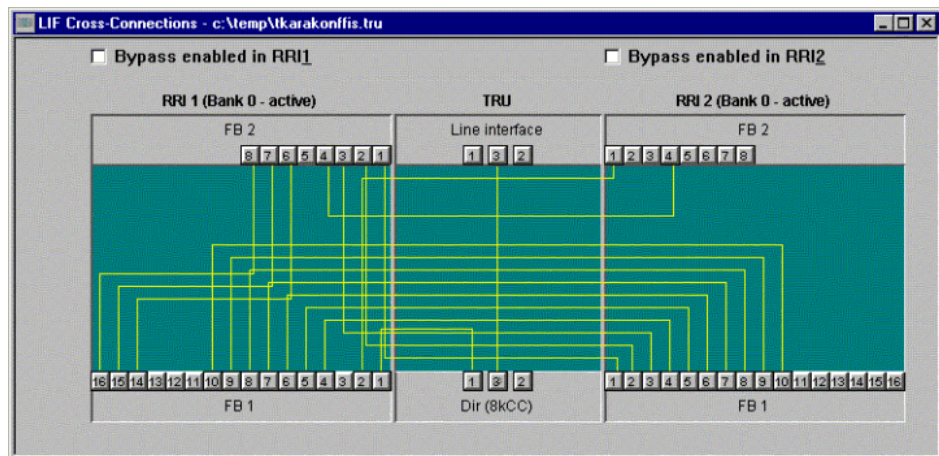 LIF Cross-Connections - c:\temp\tkarakonffis.tru
Bypass enabled in RRI1 Bypass enabled in RRI2
RRI 1 (Bank 0 - active) TRU RRI 2 (Bank 0 - active)
FB 2 Line interface FB 2
8 7 6 5 4 3 2 1 1 3 2 1 2 3 4 5 6 7 8
16 15 14 13 12 11 10 9 8 7 6 5 4 3 2 1 1 3 2 1 2 3 4 5 6 7 8 9 10 11 12 13 14 15 16
FB 1 Dir (8kCC) FB 1